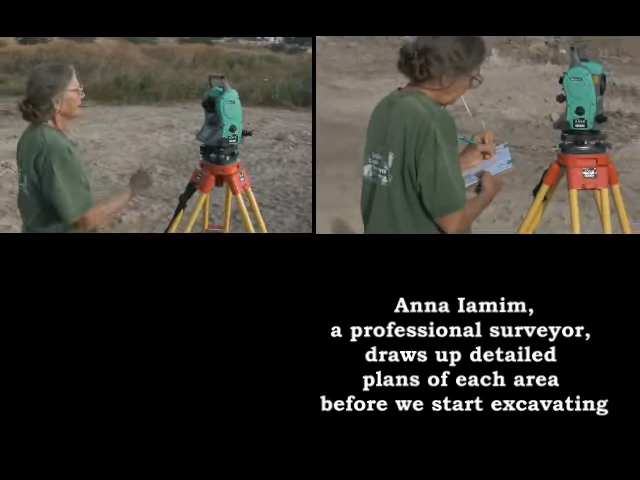 Anna Iamim,
a professional surveyor,
draws up detailed
plans of each area
before we start excavating